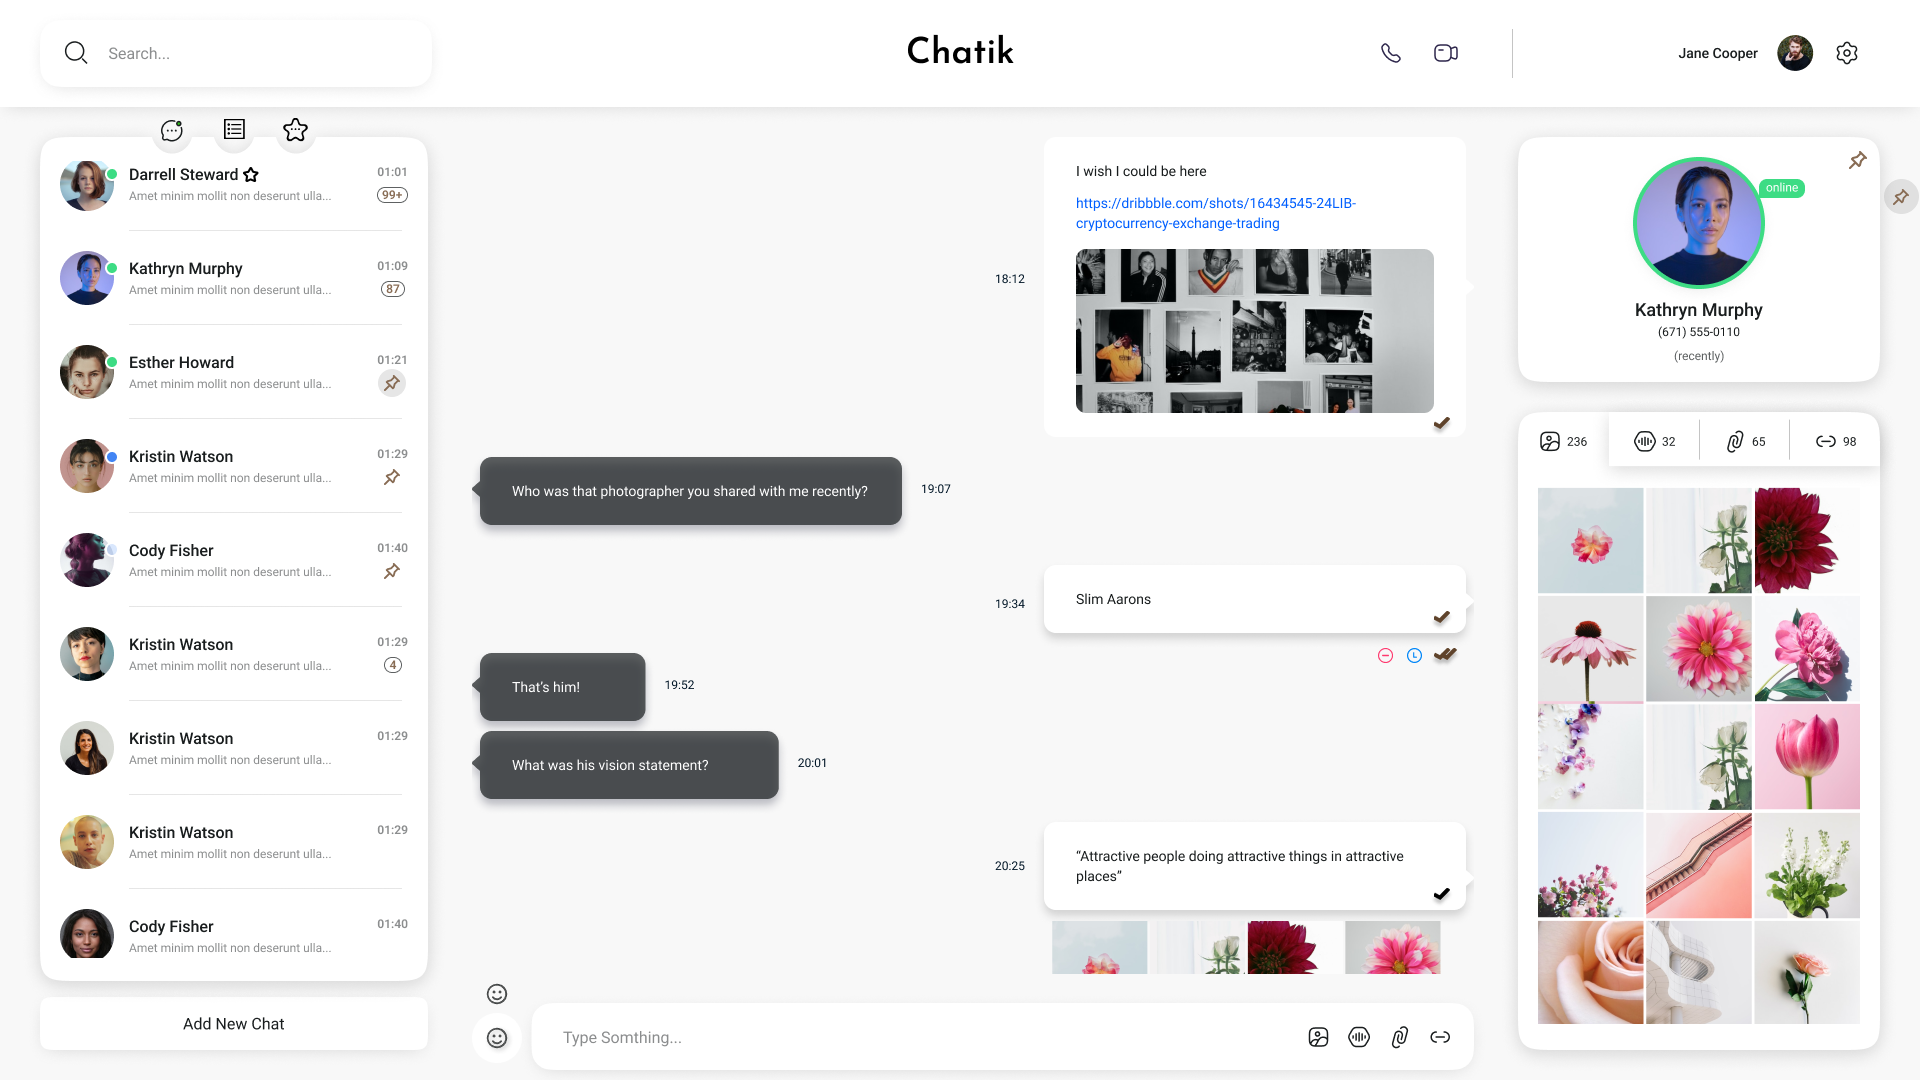 Search...
Chatik
Jane Cooper
Darrell Steward
01:01
Amet minim mollit non deserunt ulla...
99+
Kathryn Murphy
01:09
Amet minim mollit non deserunt ulla...
87
Esther Howard
01:21
Amet minim mollit non deserunt ulla...
Kristin Watson
01:29
Amet minim mollit non deserunt ulla...
Cody Fisher
01:40
Amet minim mollit non deserunt ulla...
Kristin Watson
01:29
Amet minim mollit non deserunt ulla...
4
Kristin Watson
01:29
Amet minim mollit non deserunt ulla...
Kristin Watson
01:29
Amet minim mollit non deserunt ulla...
Cody Fisher
01:40
Amet minim mollit non deserunt ulla...
Add New Chat
I wish I could be here
https://dribbble.com/shots/16434545-24LIB-
cryptocurrency-exchange-trading
18:12
Who was that photographer you shared with me recently?
19:07
19:34
Slim Aarons
That's him!
19:52
What was his vision statement?
20:01
20:25
“Attractive people doing attractive things in attractive
places”
Type Somthing...
online
Kathryn Murphy
(671) 555-0110
(recently)
236
32
65
98